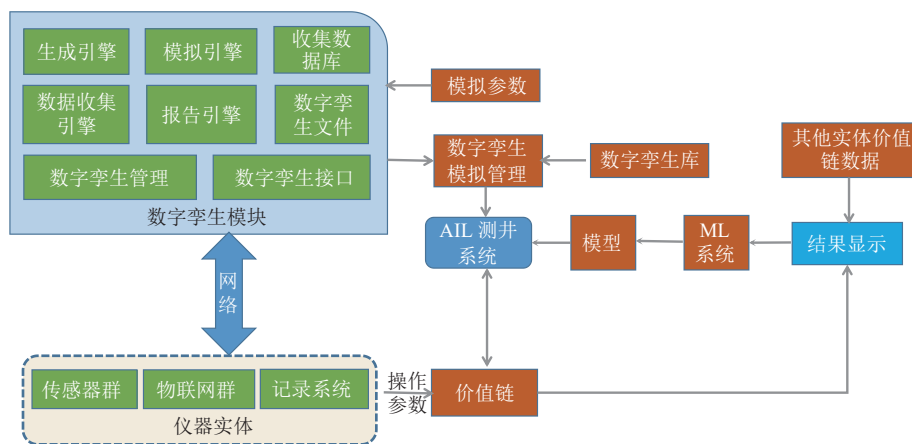 生成引擎
模拟引擎
收集数
据库
数据收集
引擎
报告引擎
数字孪
生文件
数字孪生管理
数字孪生接口
数字孪生模块
模拟参数
数字孪生
模拟管理
数字孪生库
其他实体价值
链数据
AIL 测井
系统
模型
ML
系统
结果显示
网
络
传感器群
物联网群
记录系统
仪器实体
操作
参数
价值链